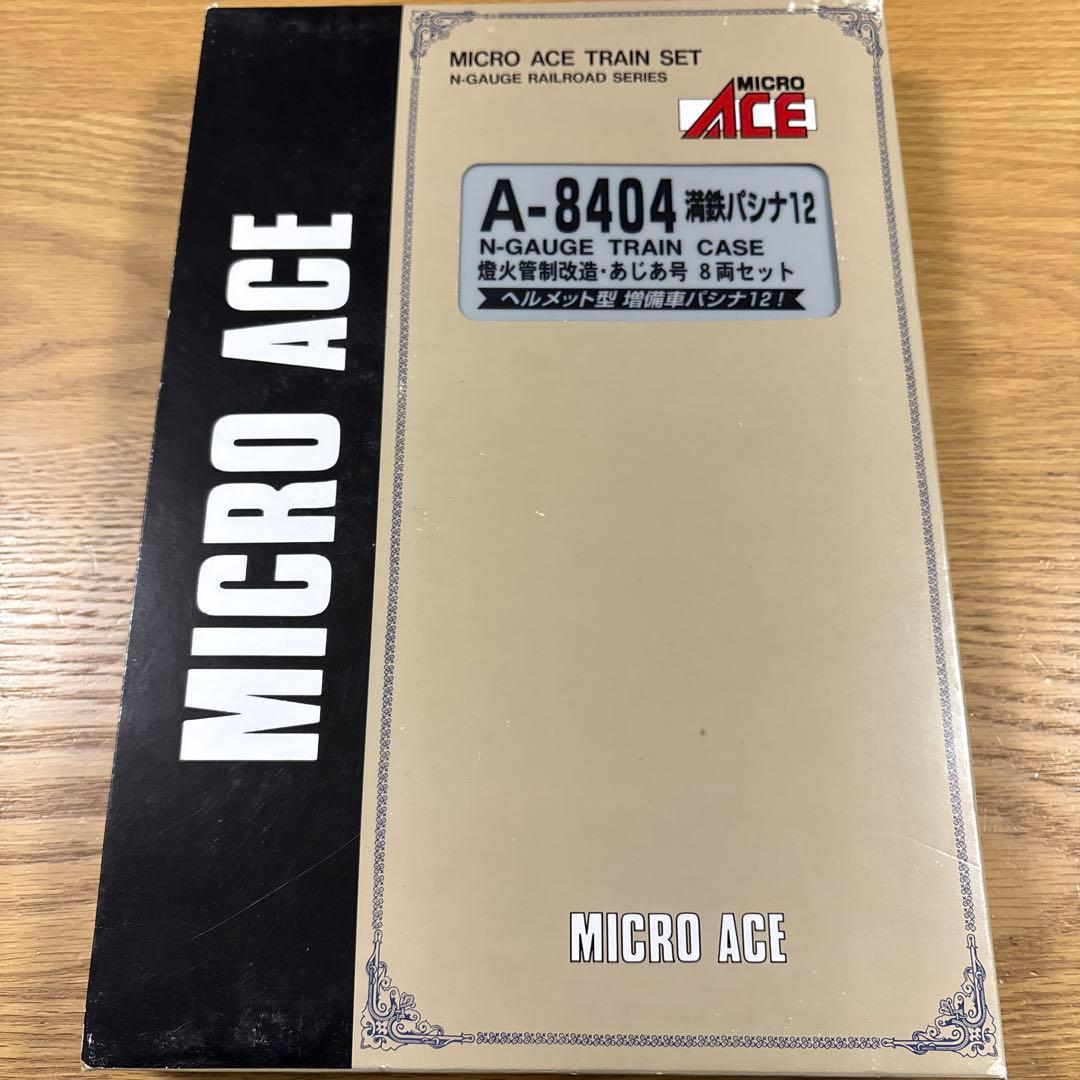 MICRO ACE
MICRO ACE TRAIN SET
N-GAUGE RAILROAD SERIES
MICRO
ACE
A-8404 満鉄パシナ12
N-GAUGE TRAIN CASE
燈火管制改造・あじあ号 8両セット
ヘルメット型 増備車パシナ12!
MICRO ACE